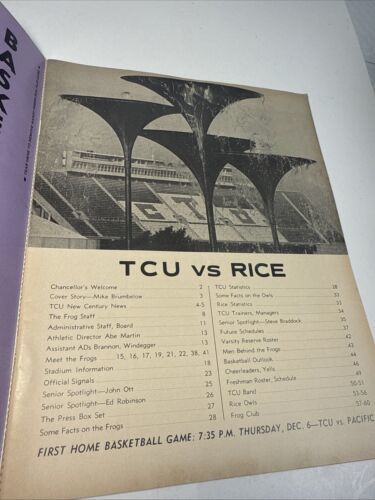 BASKE
TCU
TCU vs RICE
Chancellor's Welcome 2
Cover Story—Mike Brumbelow 3
TCU New Century News 4-5
The Frog Staff 8
Administrative Staff, Board 11
Athletic Director Abe Martin 13
Assistant ADs Brannon, Windegger 13
Meet the Frogs 15, 16, 17, 19, 21, 22, 38, 41
Stadium Information 18
Official Signals 23
Senior Spotlight—John Ott 25
Senior Spotlight—Ed Robinson 26
The Press Box Set 27
Some Facts on the Frogs 28
TCU Statistics 28
Some Facts on the Owls 33
Rice Statistics 33
TCU Trainers, Managers 34
Senior Spotlight—Steve Braddock 35
Future Schedules 37
Varsity Reserve Roster 42
Men Behind the Frogs 43
Basketball Outlook 44
Cheerleaders, Yells 46
Freshman Roster, Schedule 49
TCU Band 50-51
Rice Owls 53-56
Frog Club 57-60
FIRST HOME BASKETBALL GAME: 7:35 P.M. THURSDAY, DEC. 6—TCU vs. PACIFIC